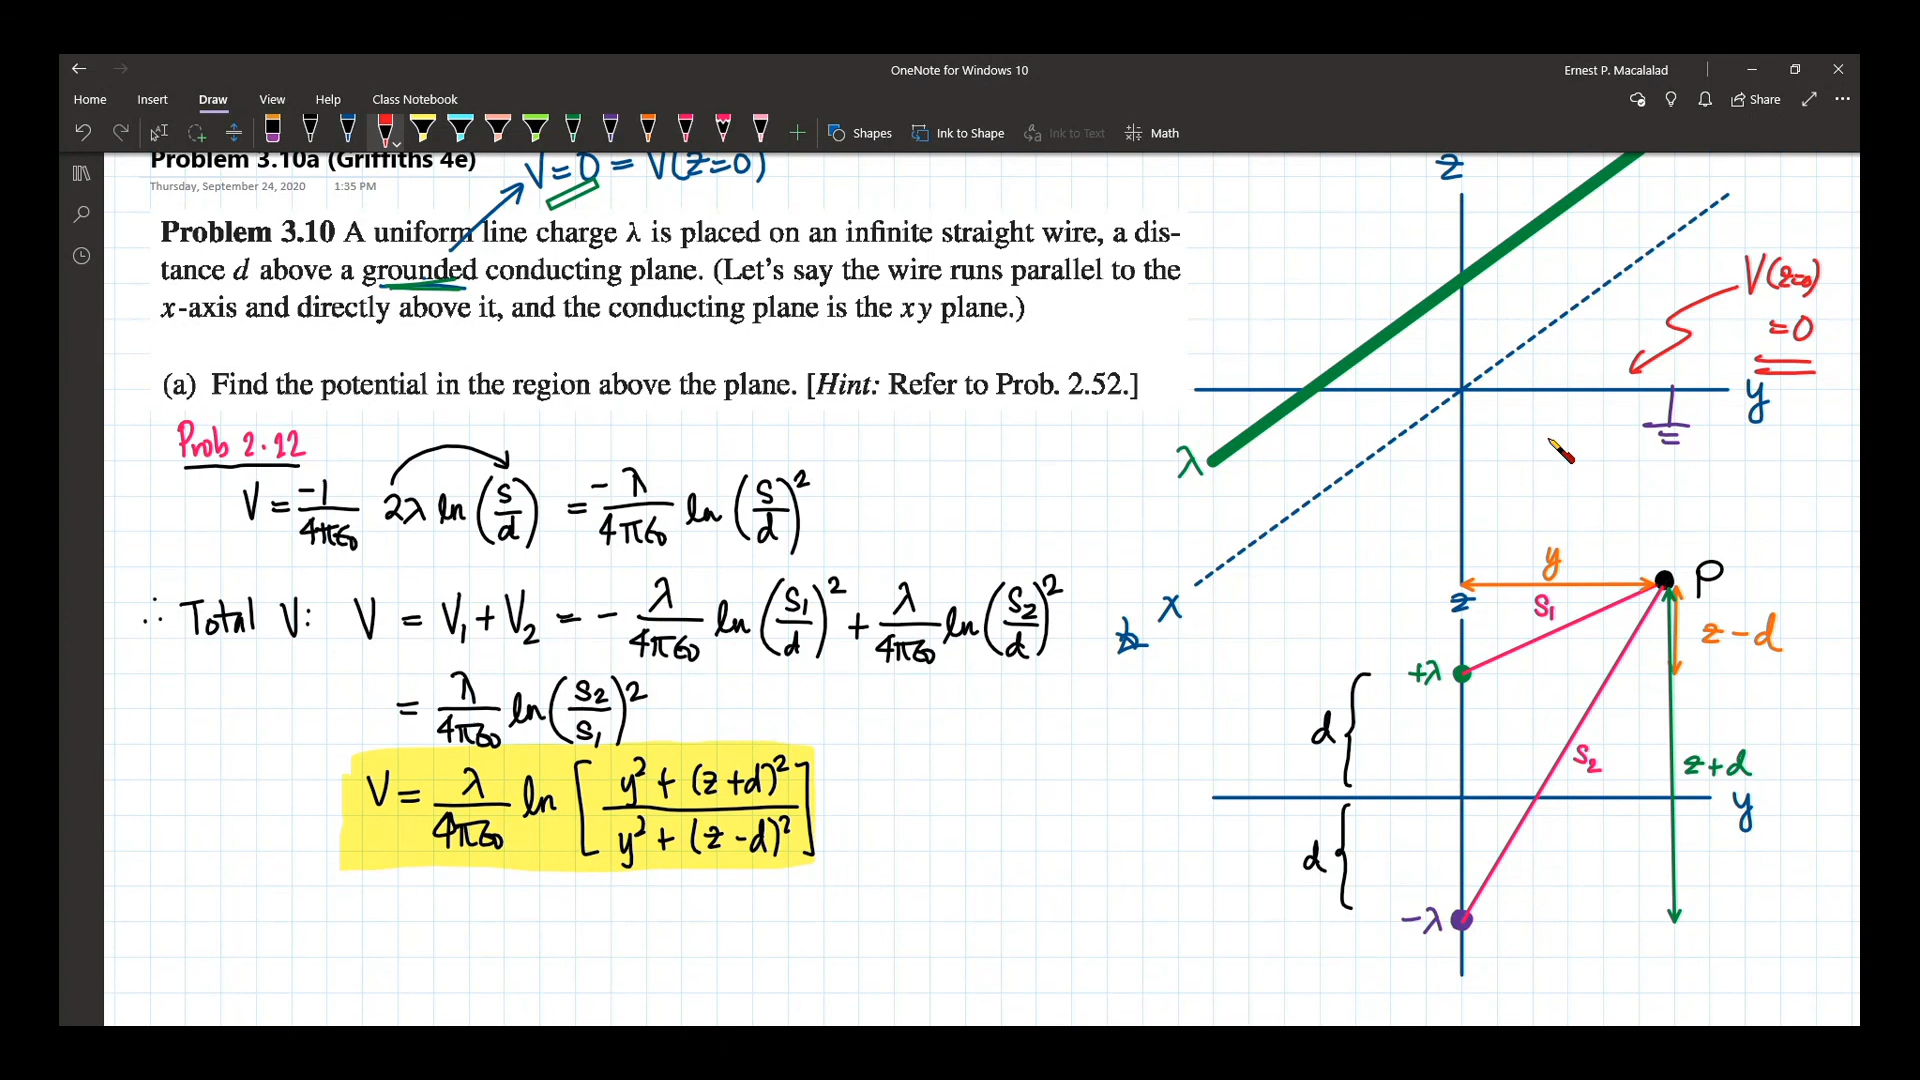 OneNote for Windows 10
Ernest P. Macalalad
Home Insert Draw View Help Class Notebook
Share
Shapes Ink to Shape Ink to Text Math
Problem 3.10a (Griffiths 4e)
Thursday, September 24, 2020 1:35 PM
V=0 = V(z=0)
Problem 3.10 A uniform line charge λ is placed on an infinite straight wire, a dis-
tance d above a grounded conducting plane. (Let's say the wire runs parallel to the
x-axis and directly above it, and the conducting plane is the xy plane.)
(a) Find the potential in the region above the plane. [Hint: Refer to Prob. 2.52.]
Prob 2.22
V = -1/4πϵ0 2λ ln (s/d) = -λ/4πϵ0 ln (s/d)²
∴ Total V: V = V1 + V2 = - λ/4πϵ0 ln (s1/d)² + λ/4πϵ0 ln (s2/d)²
= λ/4πϵ0 ln (s2/s1)²
V = λ/4πϵ0 ln [y² + (z+d)² / y² + (z-d)²]
z
V(z=0)
=0
y
λ
x
y
P
z
s1
z-d
+λ
d
s2
z+d
y
d
-λ